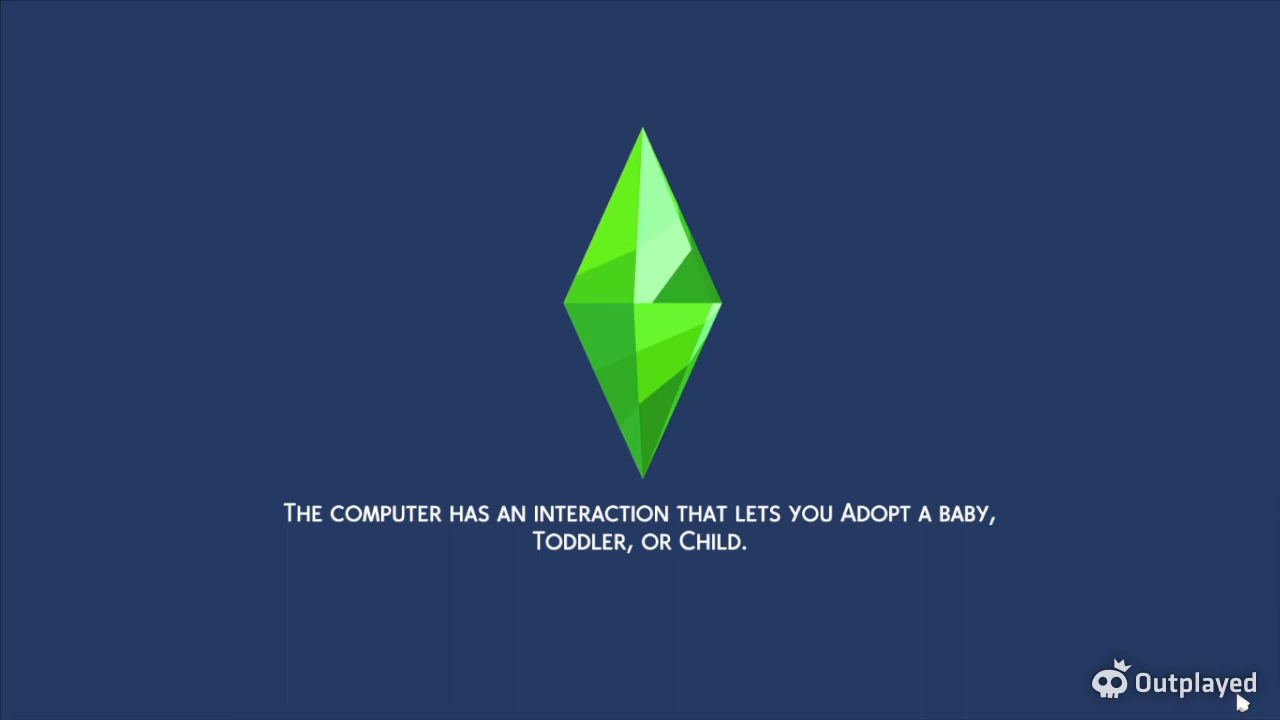 The computer has an interaction that lets you Adopt a baby,
Toddler, or Child.
Outplayed